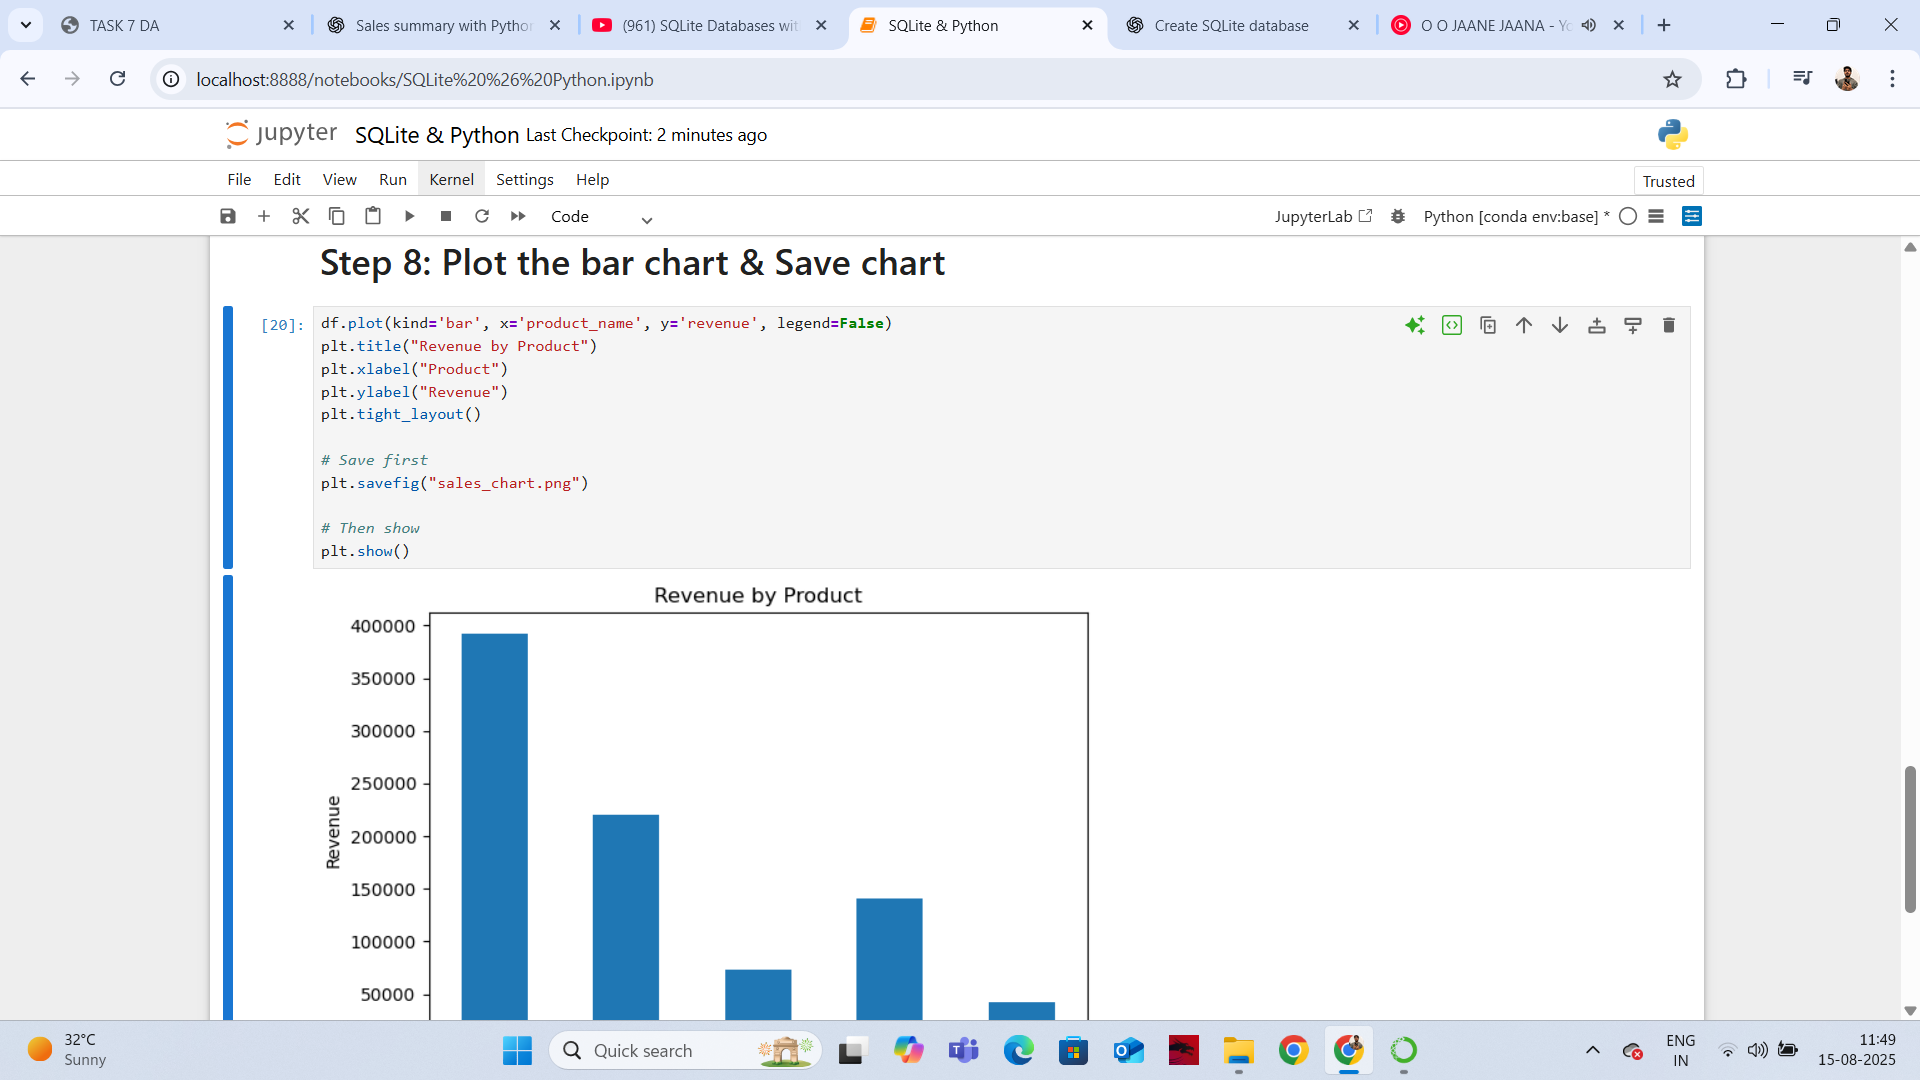 TASK 7 DA
Sales summary with Python
(961) SQLite Databases wit
SQLite & Python
Create SQLite database
O O JAANE JAANA - Yo
localhost:8888/notebooks/SQLite%20%26%20Python.ipynb
jupyter
SQLite & Python Last Checkpoint: 2 minutes ago
File Edit View Run Kernel Settings Help
Trusted
Code
JupyterLab
Python [conda env:base] *
Step 8: Plot the bar chart & Save chart
[20]:
df.plot(kind='bar', x='product_name', y='revenue', legend=False)
plt.title("Revenue by Product")
plt.xlabel("Product")
plt.ylabel("Revenue")
plt.tight_layout()
# Save first
plt.savefig("sales_chart.png")
# Then show
plt.show()
Revenue by Product
400000
350000
300000
250000
200000
150000
100000
50000
Revenue
32°C
Sunny
Quick search
ENG
IN
11:49
15-08-2025